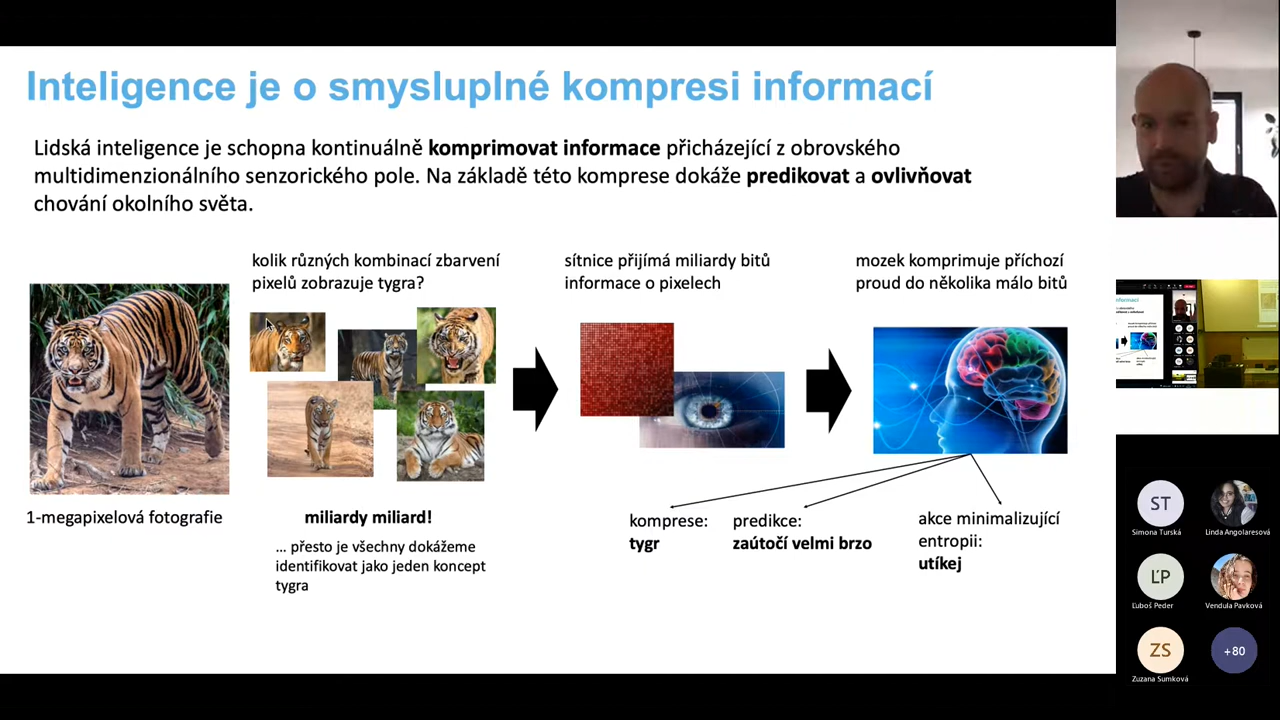 Inteligence je o smysluplné kompresi informací
Lidská inteligence je schopna kontinuálně komprimovat informace přicházející z obrovského
multidimenzionálního senzorického pole. Na základě této komprese dokáže predikovat a ovlivňovat
chování okolního světa.
kolik různých kombinací zbarvení
pixelů zobrazuje tygra?
sítnice přijímá miliardy bitů
informace o pixelech
mozek komprimuje příchozí
proud do několika málo bitů
1-megapixelová fotografie
miliardy miliard!
... přesto je všechny dokážeme
identifikovat jako jeden koncept
tygra
komprese:
tygr
predikce:
zaútočí velmi brzo
akce minimalizující
entropii:
utíkej
ST
Simona Turská
Linda Angolaresová
ĽP
Ľuboš Peder
Vendula Pavková
ZS
Zuzana Sumková
+80